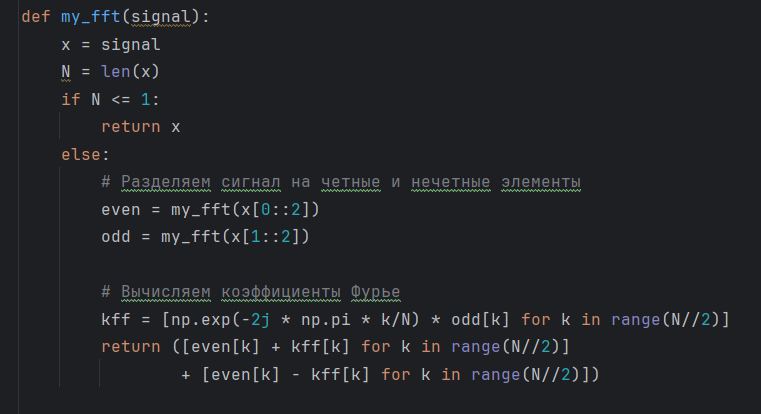 def my_fft(signal):
    x = signal
    N = len(x)
    if N <= 1:
        return x
    else:
        # Разделяем сигнал на четные и нечетные элементы
        even = my_fft(x[0::2])
        odd = my_fft(x[1::2])
        # Вычисляем коэффициенты Фурье
        kff = [np.exp(-2j * np.pi * k/N) * odd[k] for k in range(N//2)]
        return ([even[k] + kff[k] for k in range(N//2)]
                + [even[k] - kff[k] for k in range(N//2)])